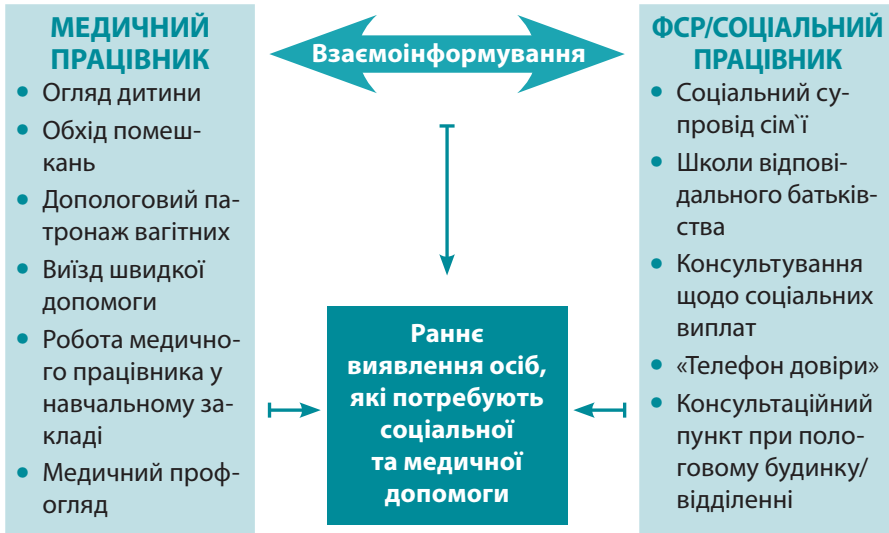 МЕДИЧНИЙ
ПРАЦІВНИК
• Огляд дитини
• Обхід помеш-
кань
• Допологовий па-
тронаж вагітних
• Виїзд швидкої
допомоги
• Робота медично-
го працівника у
навчальному за-
кладі
• Медичний проф-
огляд
Взаємоінформування
Раннє
виявлення осіб,
які потребують
соціальної
та медичної
допомоги
ФСР/СОЦІАЛЬНИЙ
ПРАЦІВНИК
• Соціальний су-
провід сім`ї
• Школи відпові-
дального батьків-
ства
• Консультування
щодо соціальних
виплат
• «Телефон довіри»
• Консультаційний
пункт при поло-
говому будинку/
відділенні